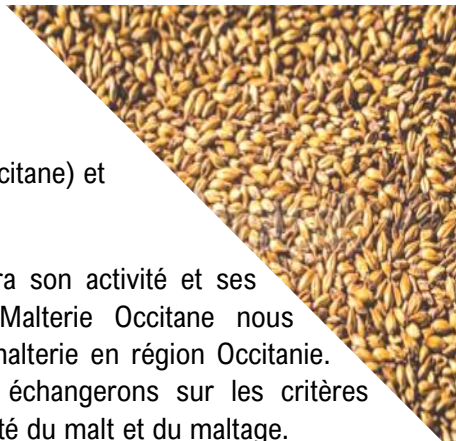 citane) et
ra son activité et ses
Malterie Occitane nous
malterie en région Occitanie.
échangerons sur les critères
té du malt et du maltage.